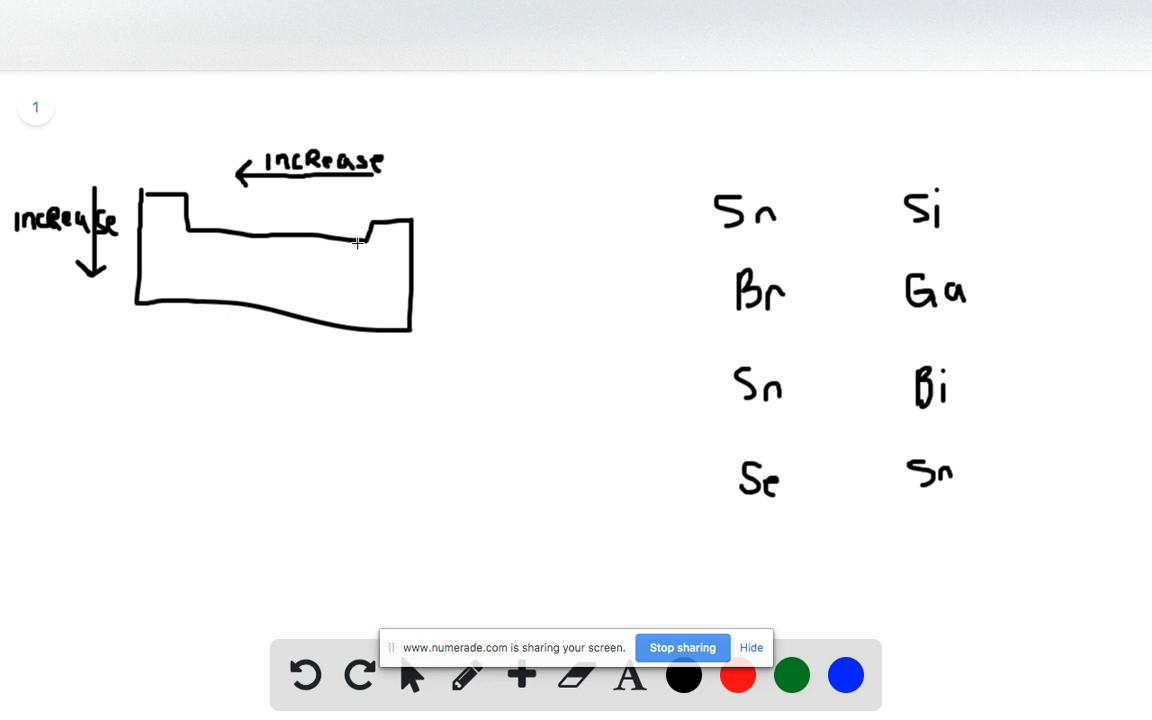 1
IncRease
IncRease
Sn Si
Br Ga
Sn Bi
Se Sn
www.numerade.com is sharing your screen. Stop sharing Hide
A